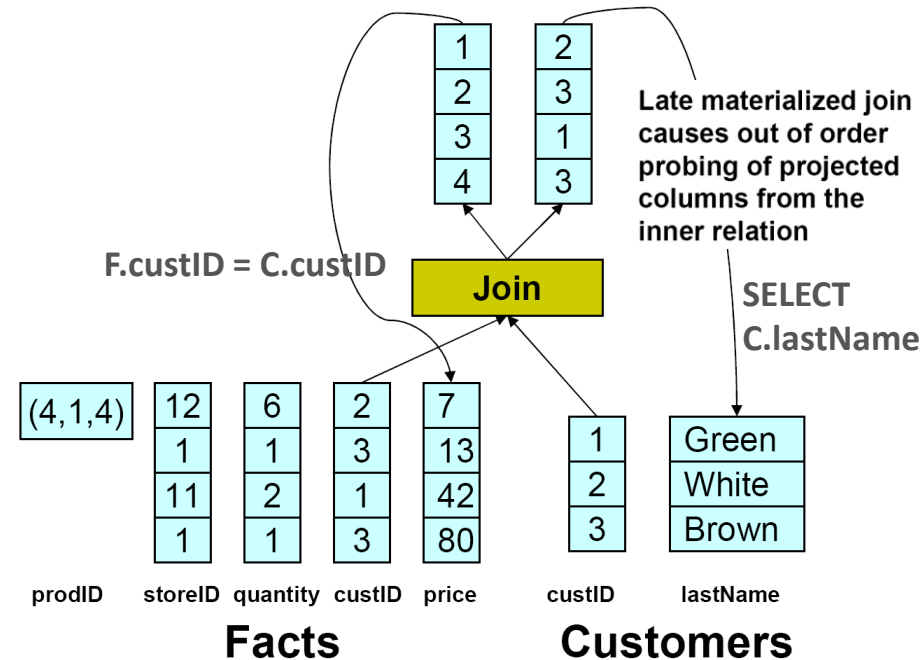 1 2
2 3
3 1
4 3
Late materialized join
causes out of order
probing of projected
columns from the
inner relation
F.custID = C.custID
Join
SELECT
C.lastName
(4,1,4) 12 6 2 7
1 1 3 13
11 2 1 42
1 1 3 80
1 Green
2 White
3 Brown
prodID storeID quantity custID price custID lastName
Facts Customers